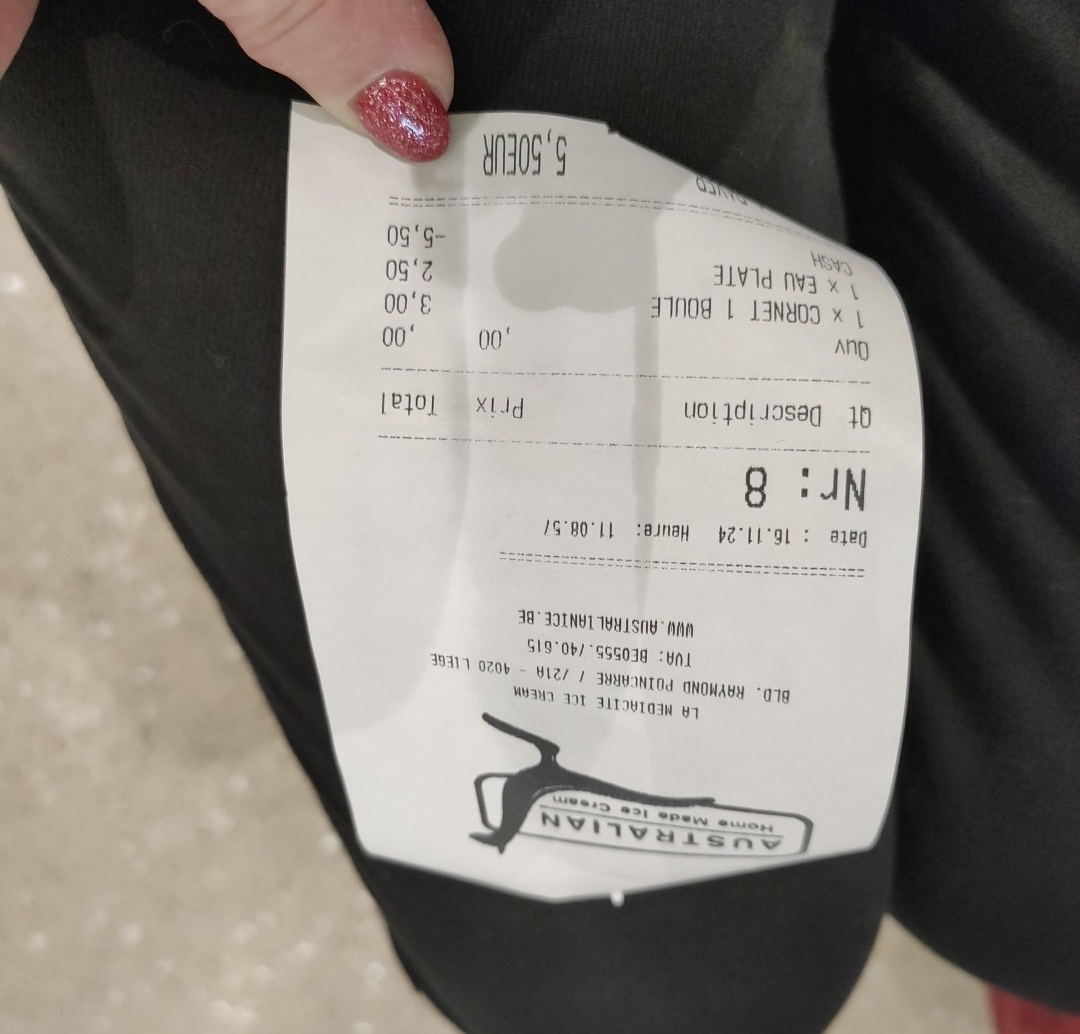 AUSTRALIAN
Home Made Ice Cream
LA MEDIACITE ICE CREAM
BLD. RAYMOND POINCARRE 7 /21A - 4020 LIEGE
TVA: BE0555.740.615
WWW.AUSTRALIANICE.BE
Date : 16.11.24 Heure: 11.08.57
Nr: 8
Qt Description Prix Total
Ouv ,00 ,00
1 x CORNET 1 BOULE 3,00
1 x EAU PLATE 2,50
CASH -5,50
5,50EUR